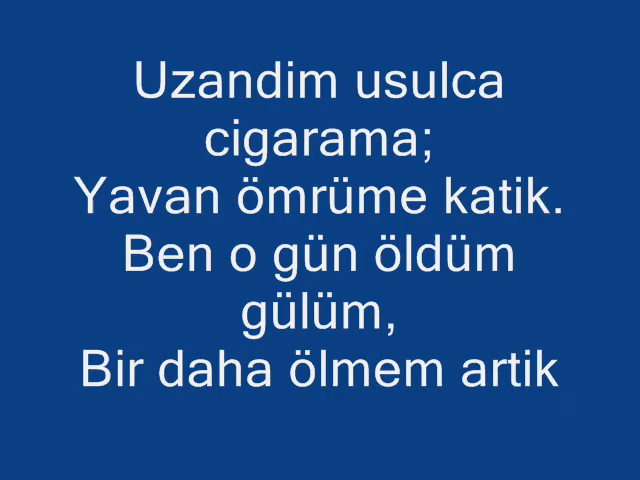 Uzandim usulca
cigarama;
Yavan ömrüme katik.
Ben o gün öldüm
gülüm,
Bir daha ölmem artik